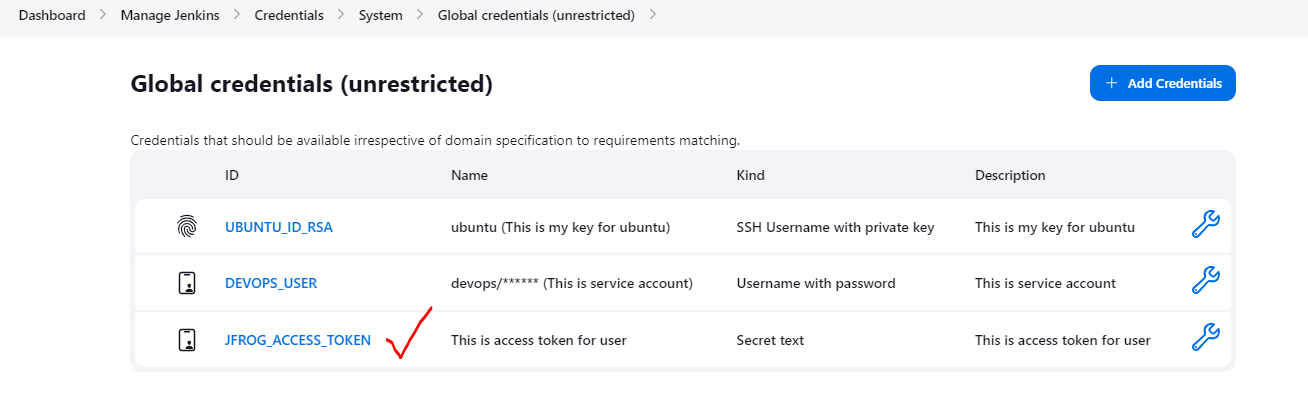 Dashboard > Manage Jenkins > Credentials > System > Global credentials (unrestricted) >
Global credentials (unrestricted)
+ Add Credentials
Credentials that should be available irrespective of domain specification to requirements matching.
ID Name Kind Description
UBUNTU_ID_RSA ubuntu (This is my key for ubuntu) SSH Username with private key This is my key for ubuntu
DEVOPS_USER devops/****** (This is service account) Username with password This is service account
JFROG_ACCESS_TOKEN This is access token for user Secret text This is access token for user